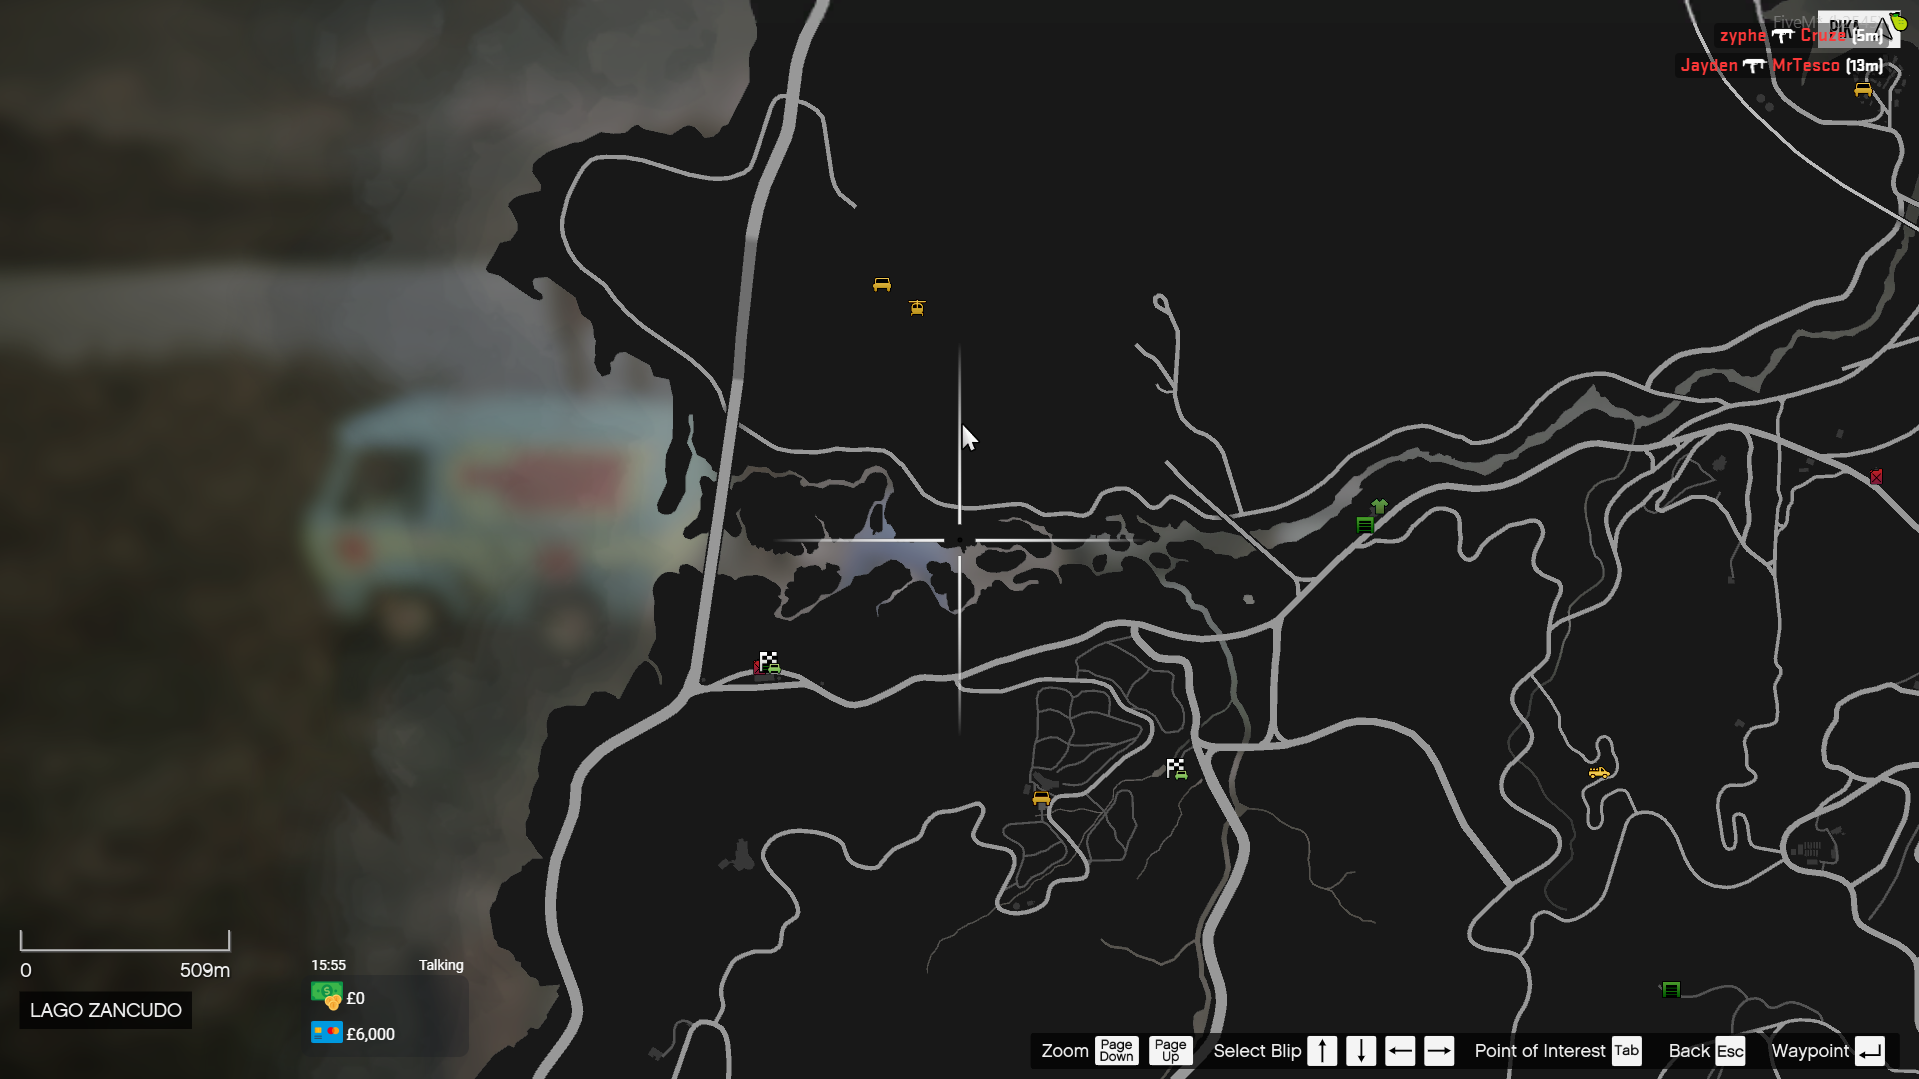 FiveM
zyphe Cruze (5m)
Jayden MrTesco (13m)
0 509m
LAGO ZANCUDO
15:55 Talking
£0
£6,000
Zoom Page Down Page Up Select Blip ↑ ↓ ← → Point of Interest Tab Back Esc Waypoint ↵